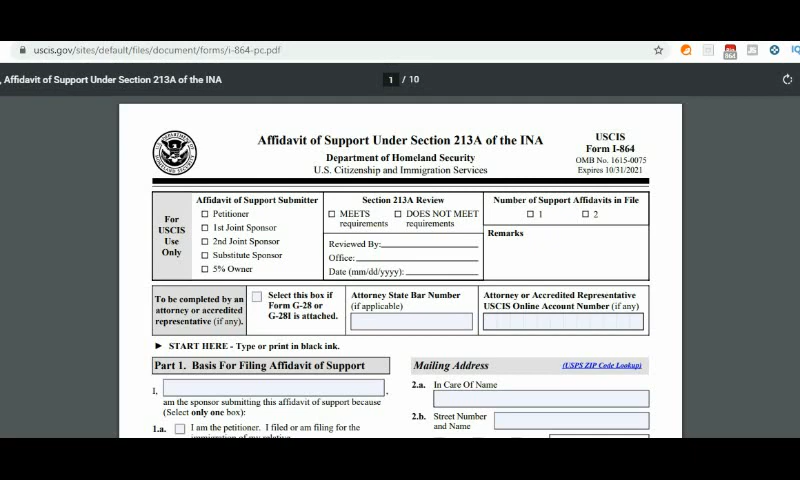 uscis.gov/sites/default/files/document/forms/i-864-pc.pdf
, Affidavit of Support Under Section 213A of the INA
1 / 10
Affidavit of Support Under Section 213A of the INA
Department of Homeland Security
U.S. Citizenship and Immigration Services
USCIS
Form I-864
OMB No. 1615-0075
Expires 10/31/2021
For
USCIS
Use
Only
Affidavit of Support Submitter
Petitioner
1st Joint Sponsor
2nd Joint Sponsor
Substitute Sponsor
5% Owner
Section 213A Review
MEETS
requirements
DOES NOT MEET
requirements
Reviewed By:
Office:
Date (mm/dd/yyyy):
Number of Support Affidavits in File
1
2
Remarks
To be completed by an
attorney or accredited
representative (if any).
Select this box if
Form G-28 or
G-28I is attached.
Attorney State Bar Number
(if applicable)
Attorney or Accredited Representative
USCIS Online Account Number (if any)
► START HERE - Type or print in black ink.
Part 1. Basis For Filing Affidavit of Support
I, ,
am the sponsor submitting this affidavit of support because
(Select only one box):
1.a. I am the petitioner. I filed or am filing for the
immigration of my relative.
Mailing Address (USPS ZIP Code Lookup)
2.a. In Care Of Name
2.b. Street Number
and Name